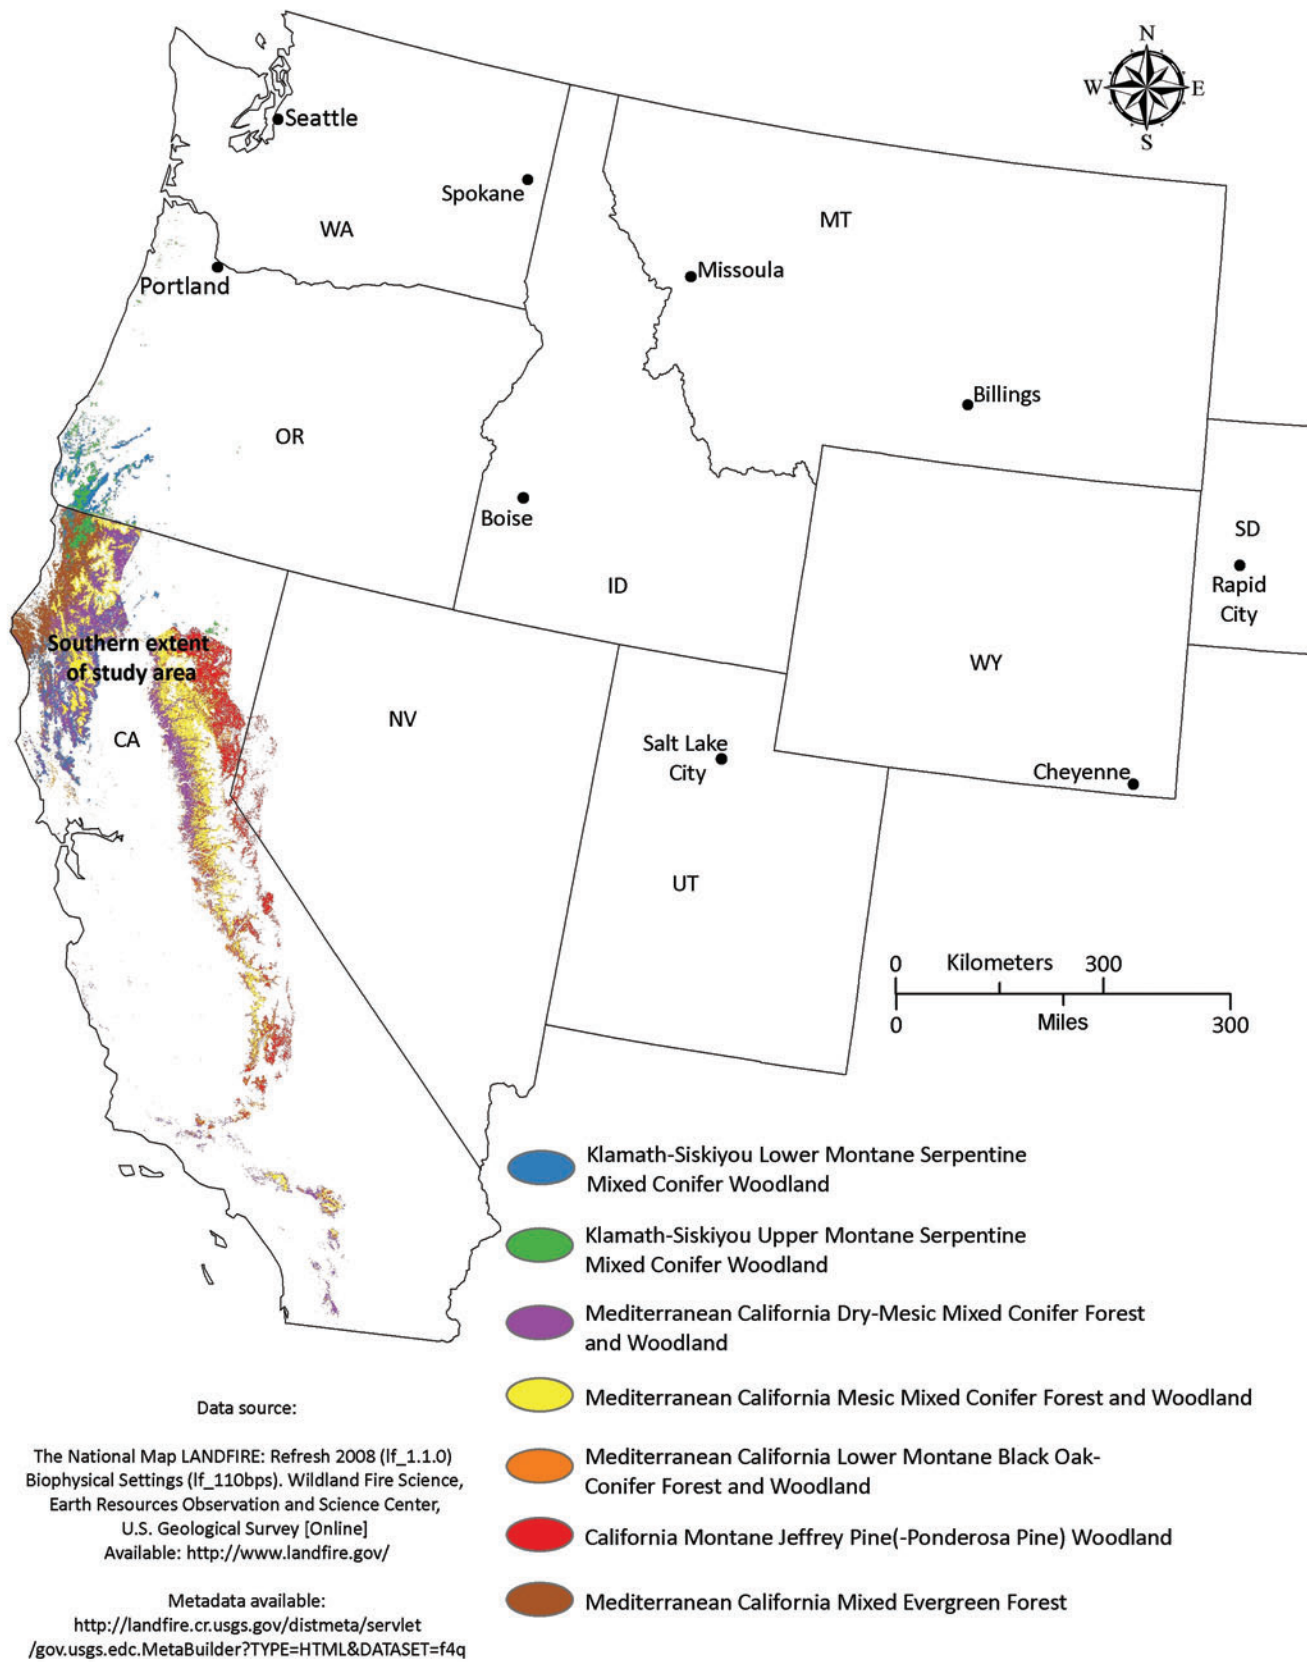 N
W
E
S
Seattle
Spokane
WA
MT
Missoula
Portland
Billings
OR
Boise
SD
Rapid
City
ID
Southern extent
of study area
WY
NV
CA
Salt Lake
City
Cheyenne
UT
0 Kilometers 300
0 Miles 300
Klamath-Siskiyou Lower Montane Serpentine
Mixed Conifer Woodland
Klamath-Siskiyou Upper Montane Serpentine
Mixed Conifer Woodland
Mediterranean California Dry-Mesic Mixed Conifer Forest
and Woodland
Mediterranean California Mesic Mixed Conifer Forest and Woodland
Mediterranean California Lower Montane Black Oak-
Conifer Forest and Woodland
California Montane Jeffrey Pine(-Ponderosa Pine) Woodland
Mediterranean California Mixed Evergreen Forest
Data source:
The National Map LANDFIRE: Refresh 2008 (lf_1.1.0)
Biophysical Settings (lf_110bps). Wildland Fire Science,
Earth Resources Observation and Science Center,
U.S. Geological Survey [Online]
Available: http://www.landfire.gov/
Metadata available:
http://landfire.cr.usgs.gov/distmeta/servlet
/gov.usgs.edc.MetaBuilder?TYPE=HTML&DATASET=f4q